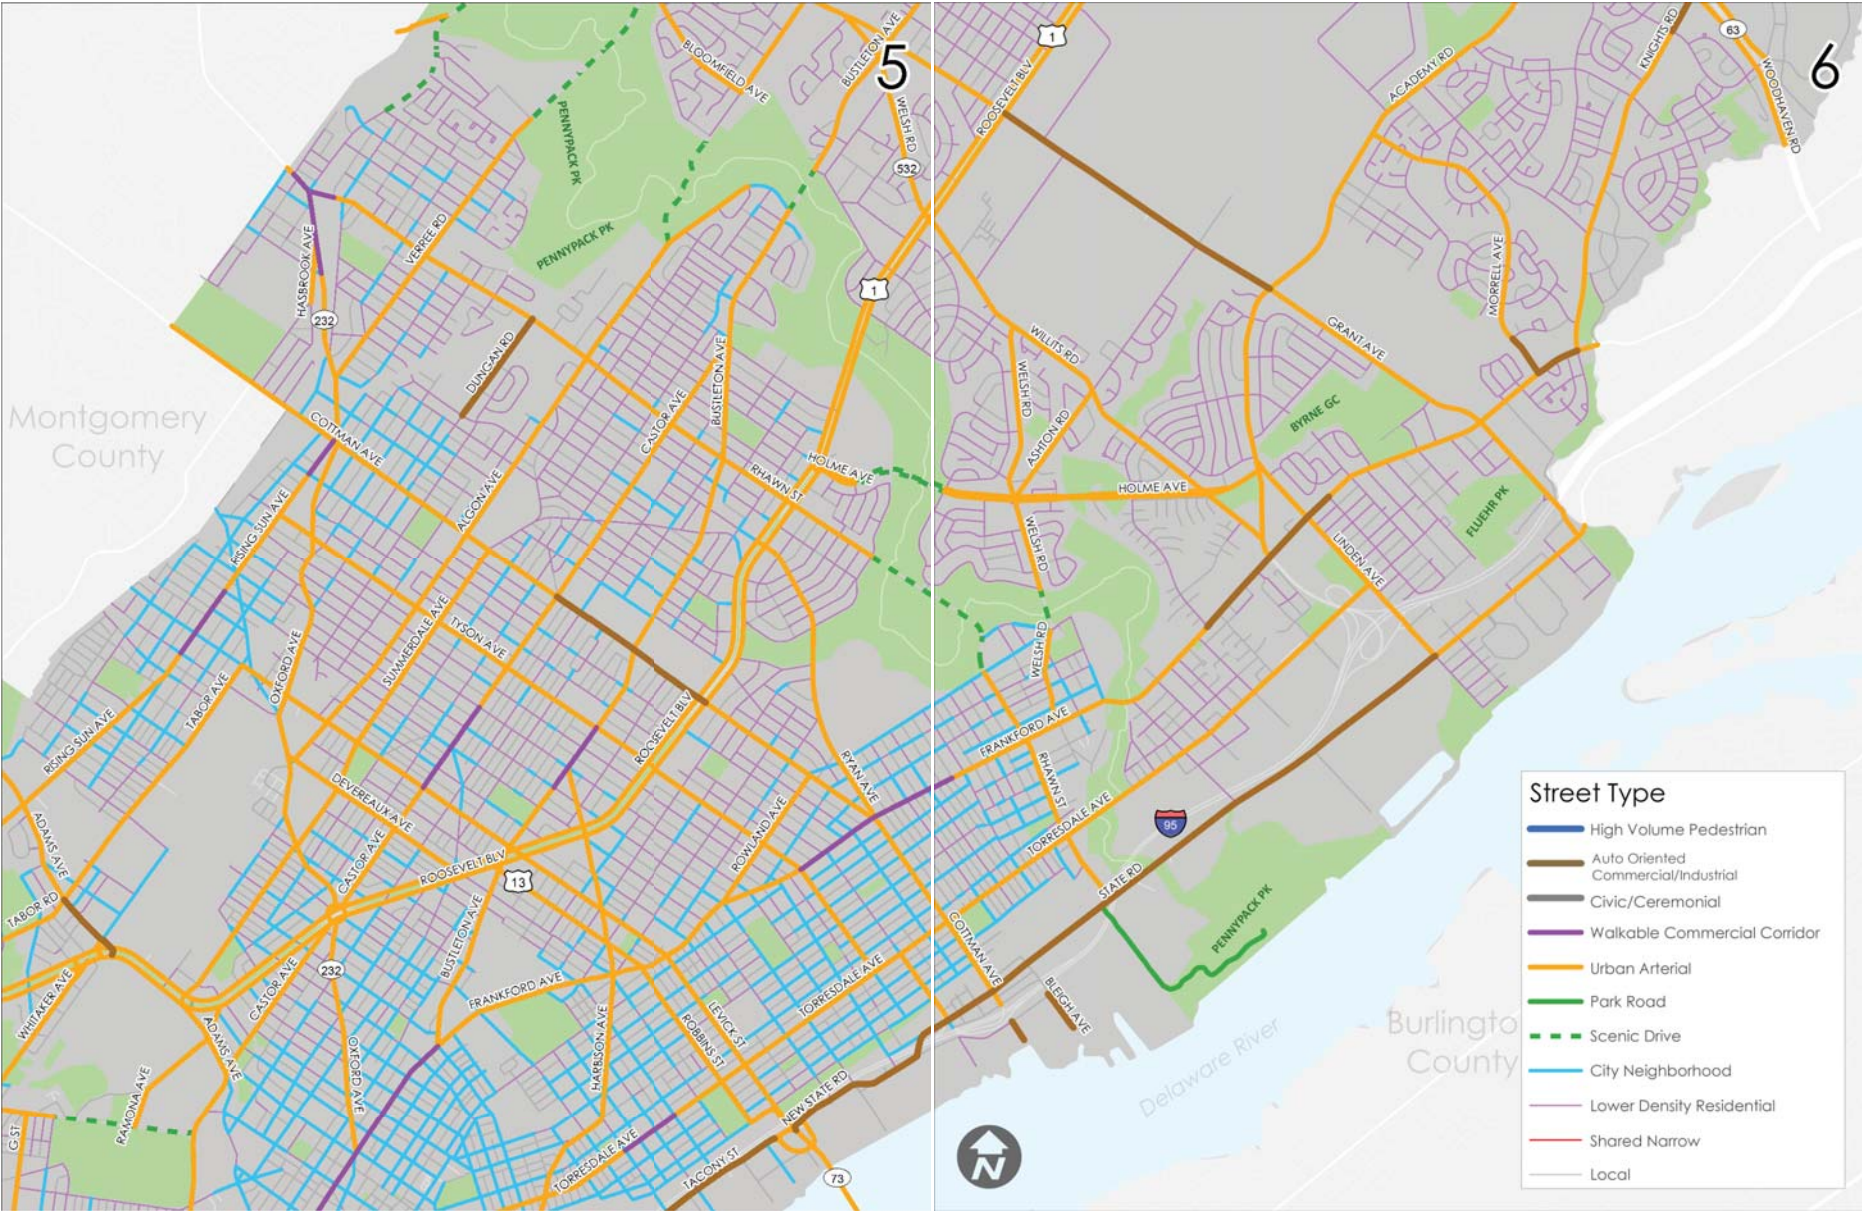 5
6
BLOOMFIELD AVE
BUSTLETON AVE
WELSH RD
532
1
ROOSEVELT BLV
ACADEMY RD
KNIGHTS RD
63
WOODHAVEN RD
PENNYPACK PK
PENNYPACK PK
HASBROOK AVE
VERREE RD
232
DUNGAN RD
1
MORRELL AVE
GRANT AVE
WILLITS RD
WELSH RD
ASHTON RD
BYRNE GC
Montgomery
County
COTTMAN AVE
CASTOR AVE
BUSTLETON AVE
HOLME AVE
RHAWN ST
HOLME AVE
ALGON AVE
RISING SUN AVE
FLUEHR PK
WELSH RD
LINDEN AVE
SUMMERDALE AVE
TYSON AVE
OXFORD AVE
TABOR AVE
RISING SUN AVE
ROOSEVELT BLV
WELSH RD
FRANKFORD AVE
RYAN AVE
RHAWN ST
DEVEREAUX AVE
ADAMS AVE
CASTOR AVE
ROOSEVELT BLV
13
ROWLAND AVE
TORRESDALE AVE
95
STATE RD
TABOR RD
WHITAKER AVE
CASTOR AVE
232
BUSTLETON AVE
FRANKFORD AVE
COTTMAN AVE
TORRESDALE AVE
PENNYPACK PK
BLEIGH AVE
LEVICK ST
ROBBINS ST
HARBISON AVE
ADAMS AVE
OXFORD AVE
RAMONA AVE
G ST
NEW STATE RD
TORRESDALE AVE
TACONY ST
73
N
Delaware River
Burlingto
County
Street Type
High Volume Pedestrian
Auto Oriented
Commercial/Industrial
Civic/Ceremonial
Walkable Commercial Corridor
Urban Arterial
Park Road
Scenic Drive
City Neighborhood
Lower Density Residential
Shared Narrow
Local